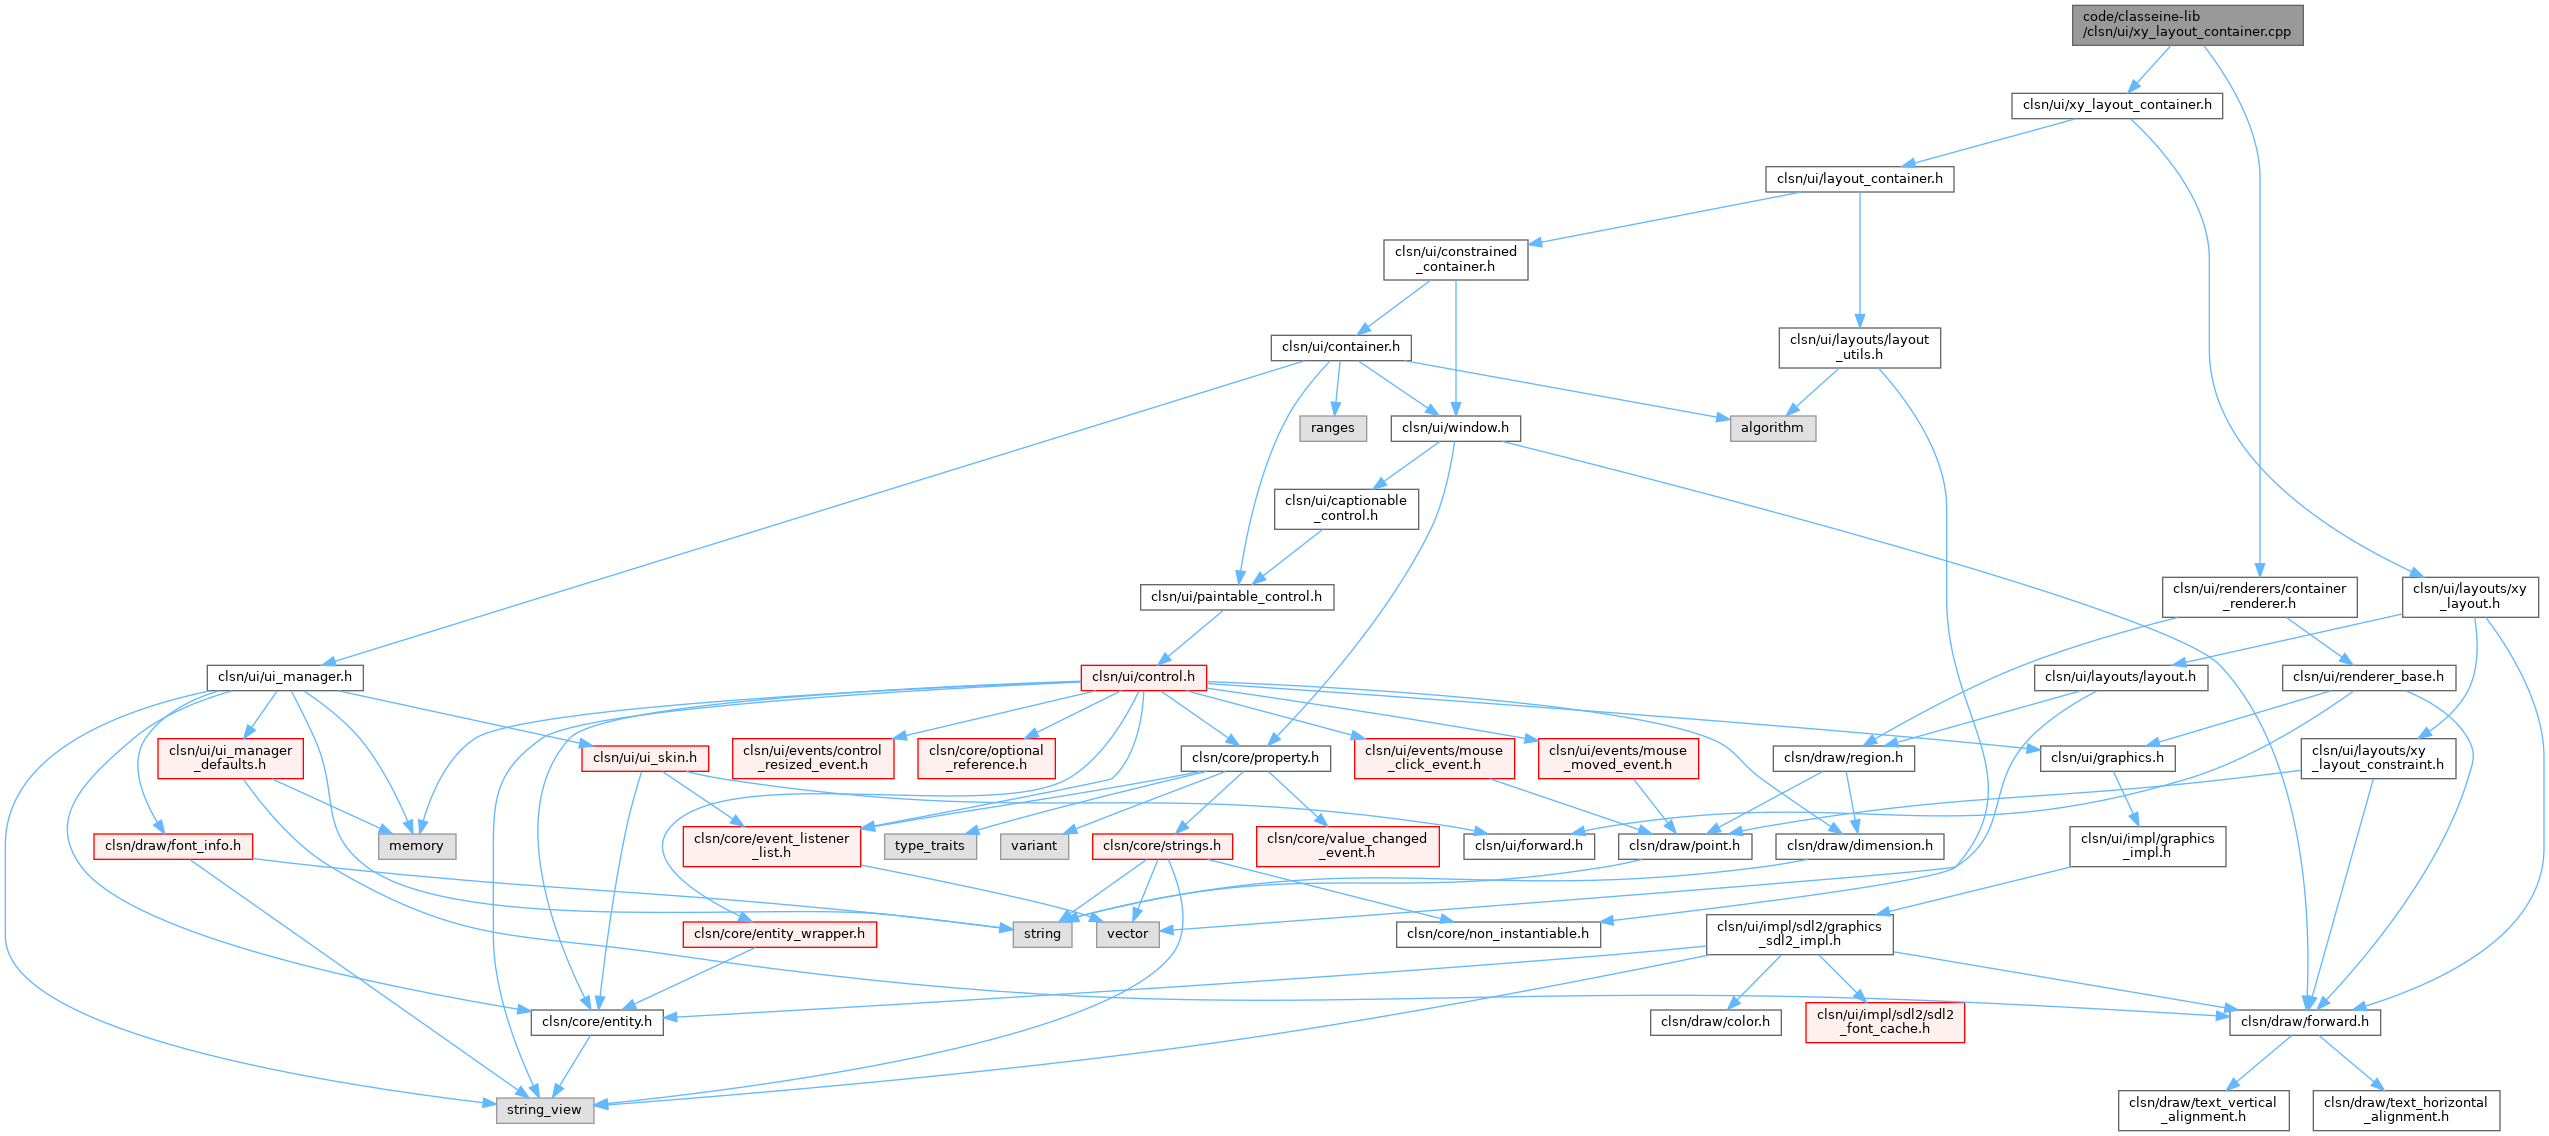 code/classeine-lib
/clsn/ui/xy_layout_container.cpp
clsn/ui/xy_layout_container.h
clsn/ui/layout_container.h
clsn/ui/constrained
_container.h
clsn/ui/container.h
clsn/ui/layouts/layout
_utils.h
ranges
clsn/ui/window.h
algorithm
clsn/ui/captionable
_control.h
clsn/ui/paintable_control.h
clsn/ui/renderers/container
_renderer.h
clsn/ui/layouts/xy
_layout.h
clsn/ui/ui_manager.h
clsn/ui/control.h
clsn/ui/layouts/layout.h
clsn/ui/renderer_base.h
clsn/ui/ui_manager
_defaults.h
clsn/ui/ui_skin.h
clsn/ui/events/control
_resized_event.h
clsn/core/optional
_reference.h
clsn/core/property.h
clsn/ui/events/mouse
_click_event.h
clsn/ui/events/mouse
_moved_event.h
clsn/draw/region.h
clsn/ui/graphics.h
clsn/ui/layouts/xy
_layout_constraint.h
clsn/draw/font_info.h
memory
clsn/core/event_listener
_list.h
type_traits
variant
clsn/core/strings.h
clsn/core/value_changed
_event.h
clsn/ui/forward.h
clsn/draw/point.h
clsn/draw/dimension.h
clsn/ui/impl/graphics
_impl.h
clsn/core/entity_wrapper.h
string
vector
clsn/core/non_instantiable.h
clsn/ui/impl/sdl2/graphics
_sdl2_impl.h
clsn/core/entity.h
clsn/draw/color.h
clsn/ui/impl/sdl2/sdl2
_font_cache.h
clsn/draw/forward.h
string_view
clsn/draw/text_vertical
_alignment.h
clsn/draw/text_horizontal
_alignment.h